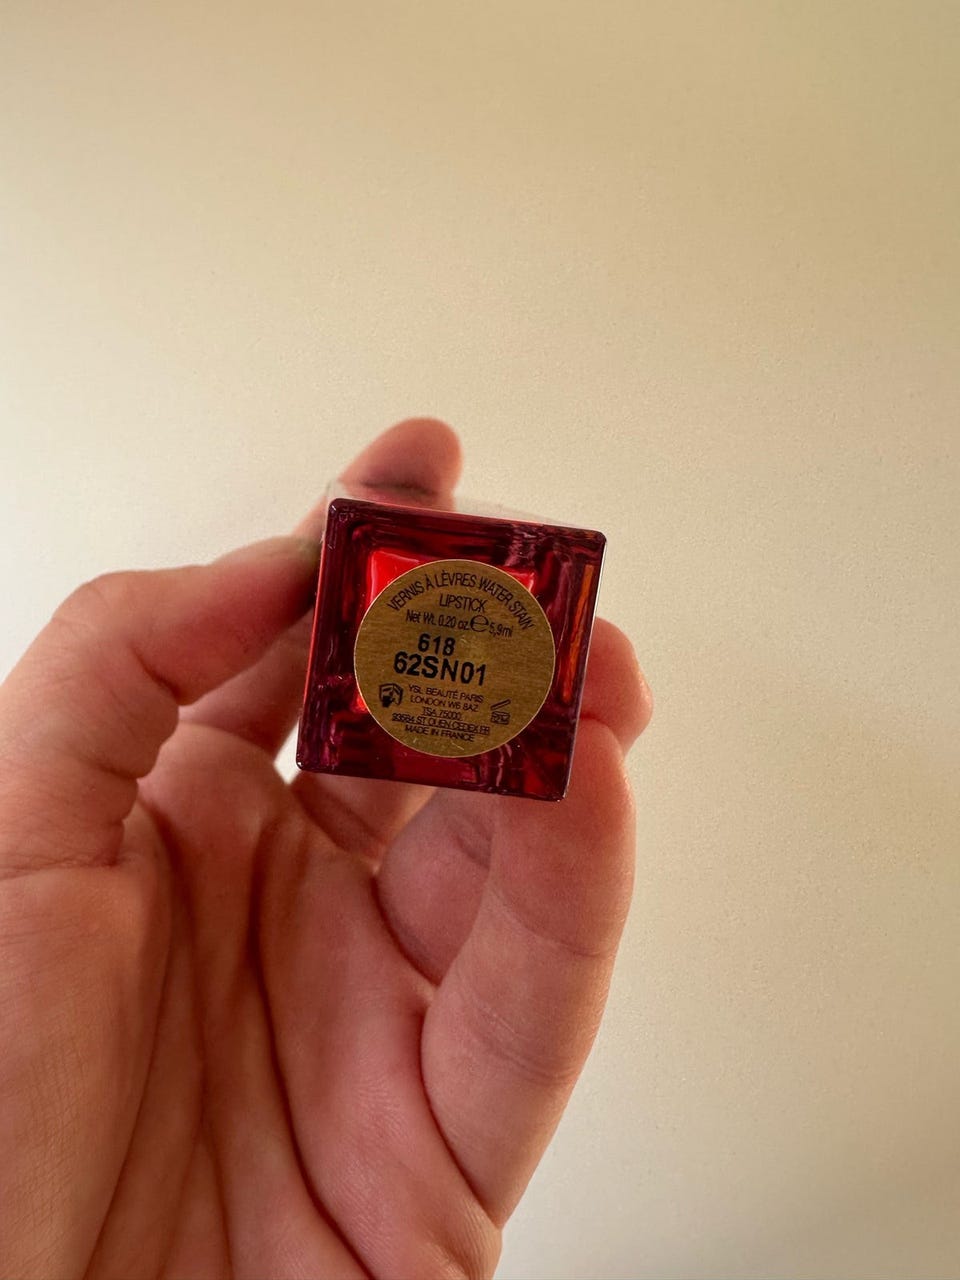 VERNIS À LÈVRES WATER STAIN
LIPSTICK
Net Wt. 0.20 oz. ℮ 5,9ml
618
62SN01
YSL BEAUTÉ PARIS
LONDON W6 8AZ
TSA 75000
93584 ST OUEN CEDEX FR
MADE IN FRANCE